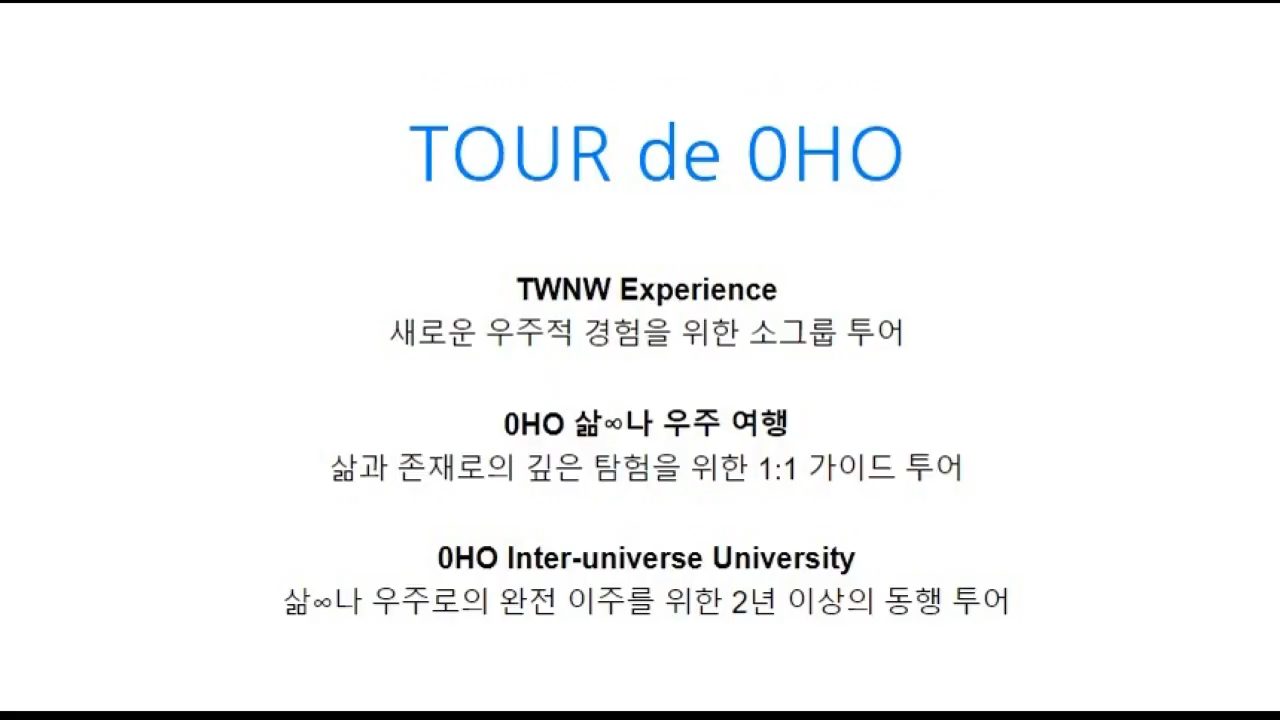 TOUR de 0HO
TWNW Experience
새로운 우주적 경험을 위한 소그룹 투어
0HO 삶∞나 우주 여행
삶과 존재로의 깊은 탐험을 위한 1:1 가이드 투어
0HO Inter-universe University
삶∞나 우주로의 완전 이주를 위한 2년 이상의 동행 투어